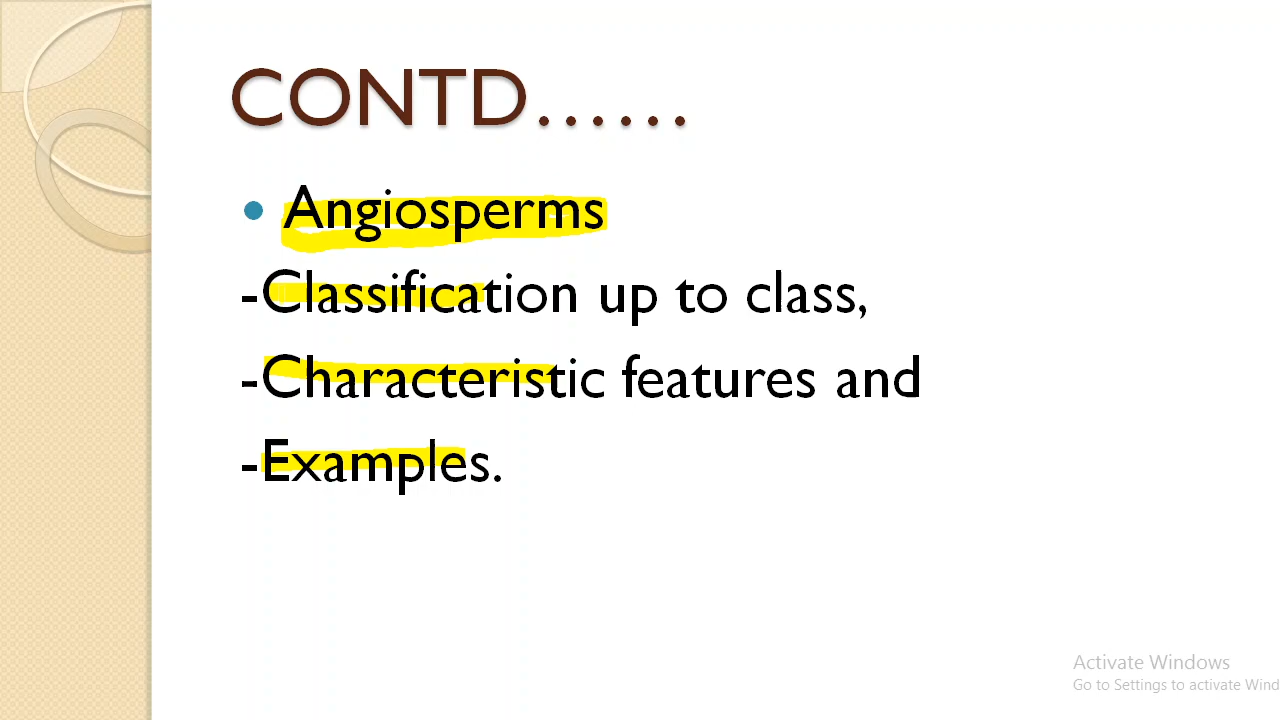 CONTD......
• Angiosperms
-Classification up to class,
-Characteristic features and
-Examples.
Activate Windows
Go to Settings to activate Wind